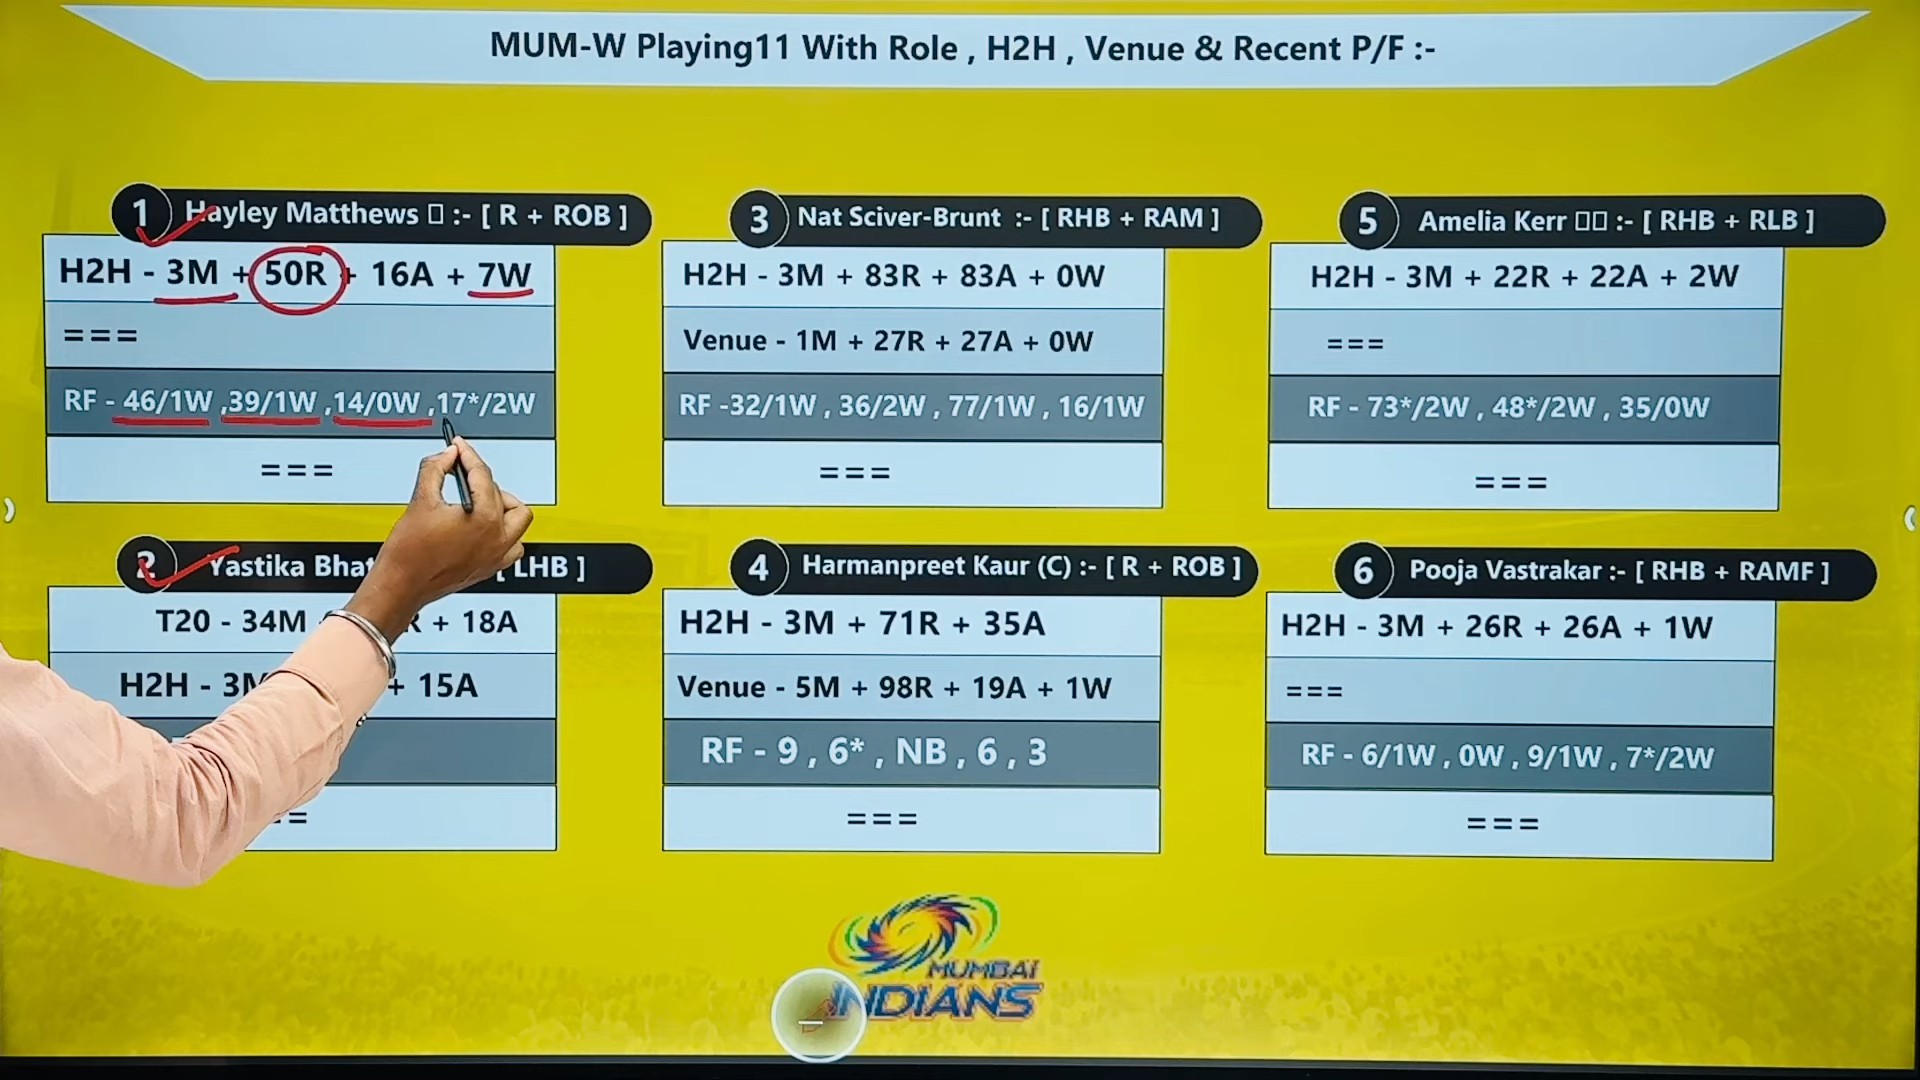 MUM-W Playing11 With Role , H2H , Venue & Recent P/F :-
1 Hayley Matthews :- [ R + ROB ]
H2H - 3M + 50R + 16A + 7W
===
RF - 46/1W ,39/1W ,14/0W ,17*/2W
===
2 Yastika [ LHB ]
T20 - 34M + 18A
H2H - + 15A
3 Nat Sciver-Brunt :- [ RHB + RAM ]
H2H - 3M + 83R + 83A + 0W
Venue - 1M + 27R + 27A + 0W
RF -32/1W , 36/2W , 77/1W , 16/1W
===
4 Harmanpreet Kaur (C) :- [ R + ROB ]
H2H - 3M + 71R + 35A
Venue - 5M + 98R + 19A + 1W
RF - 9 , 6* , NB , 6 , 3
===
5 Amelia Kerr :- [ RHB + RLB ]
H2H - 3M + 22R + 22A + 2W
===
RF - 73*/2W , 48*/2W , 35/0W
===
6 Pooja Vastrakar :- [ RHB + RAMF ]
H2H - 3M + 26R + 26A + 1W
===
RF - 6/1W , 0W , 9/1W , 7*/2W
===
MUMBAI
INDIANS